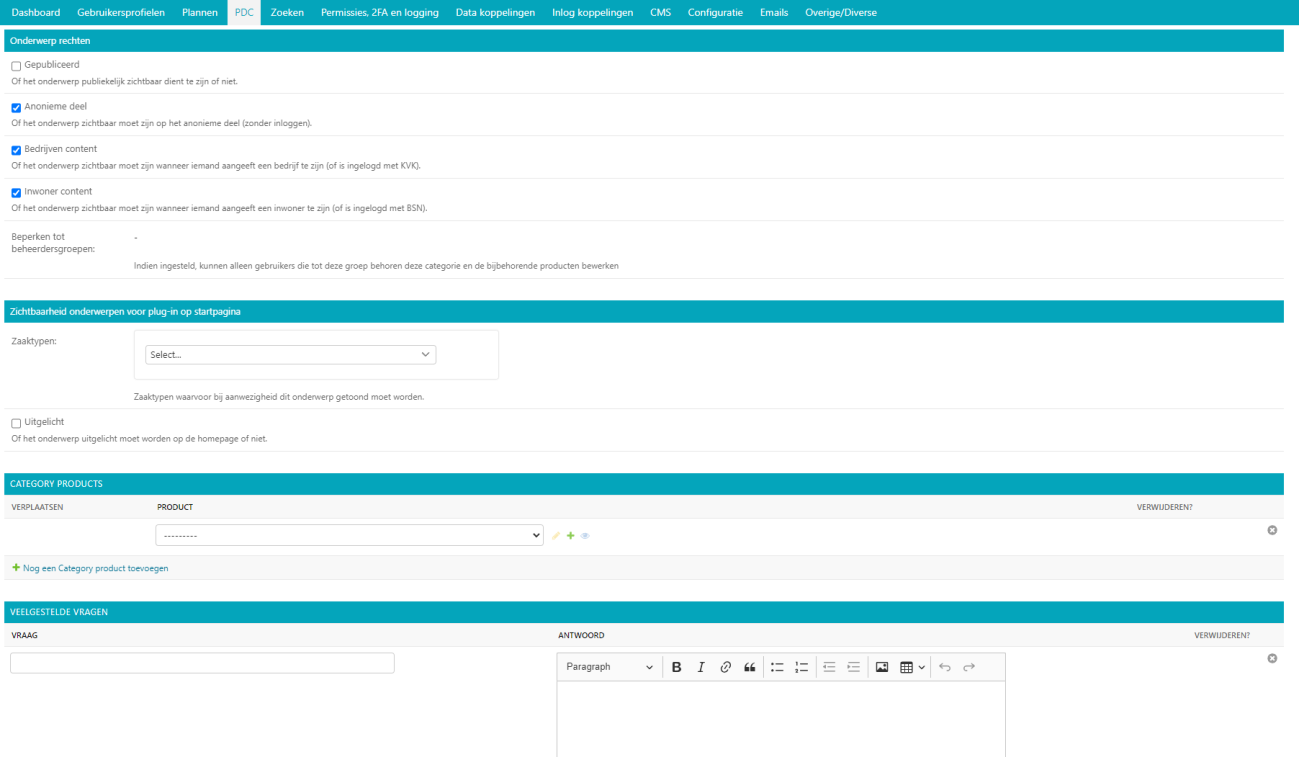 Dashboard Gebruikersprofielen Plannen PDC Zoeken Permissies, 2FA en logging Data koppelingen Inlog koppelingen CMS Configuratie Emails Overige/Diverse
Onderwerp rechten
Gepubliceerd
Of het onderwerp publiekelijk zichtbaar dient te zijn of niet.
Anonieme deel
Of het onderwerp zichtbaar moet zijn op het anonieme deel (zonder inloggen).
Bedrijven content
Of het onderwerp zichtbaar moet zijn wanneer iemand aangeeft een bedrijf te zijn (of is ingelogd met KVK).
Inwoner content
Of het onderwerp zichtbaar moet zijn wanneer iemand aangeeft een inwoner te zijn (of is ingelogd met BSN).
Beperken tot -
beheerdersgroepen:
Indien ingesteld, kunnen alleen gebruikers die tot deze groep behoren deze categorie en de bijbehorende producten bewerken
Zichtbaarheid onderwerpen voor plug-in op startpagina
Zaaktypen:
Select...
Zaaktypen waarvoor bij aanwezigheid dit onderwerp getoond moet worden.
Uitgelicht
Of het onderwerp uitgelicht moet worden op de homepage of niet.
CATEGORY PRODUCTS
VERPLAATSEN PRODUCT VERWIJDEREN?
---------
Nog een Category product toevoegen
VEELGESTELDE VRAGEN
VRAAG ANTWOORD VERWIJDEREN?
Paragraph